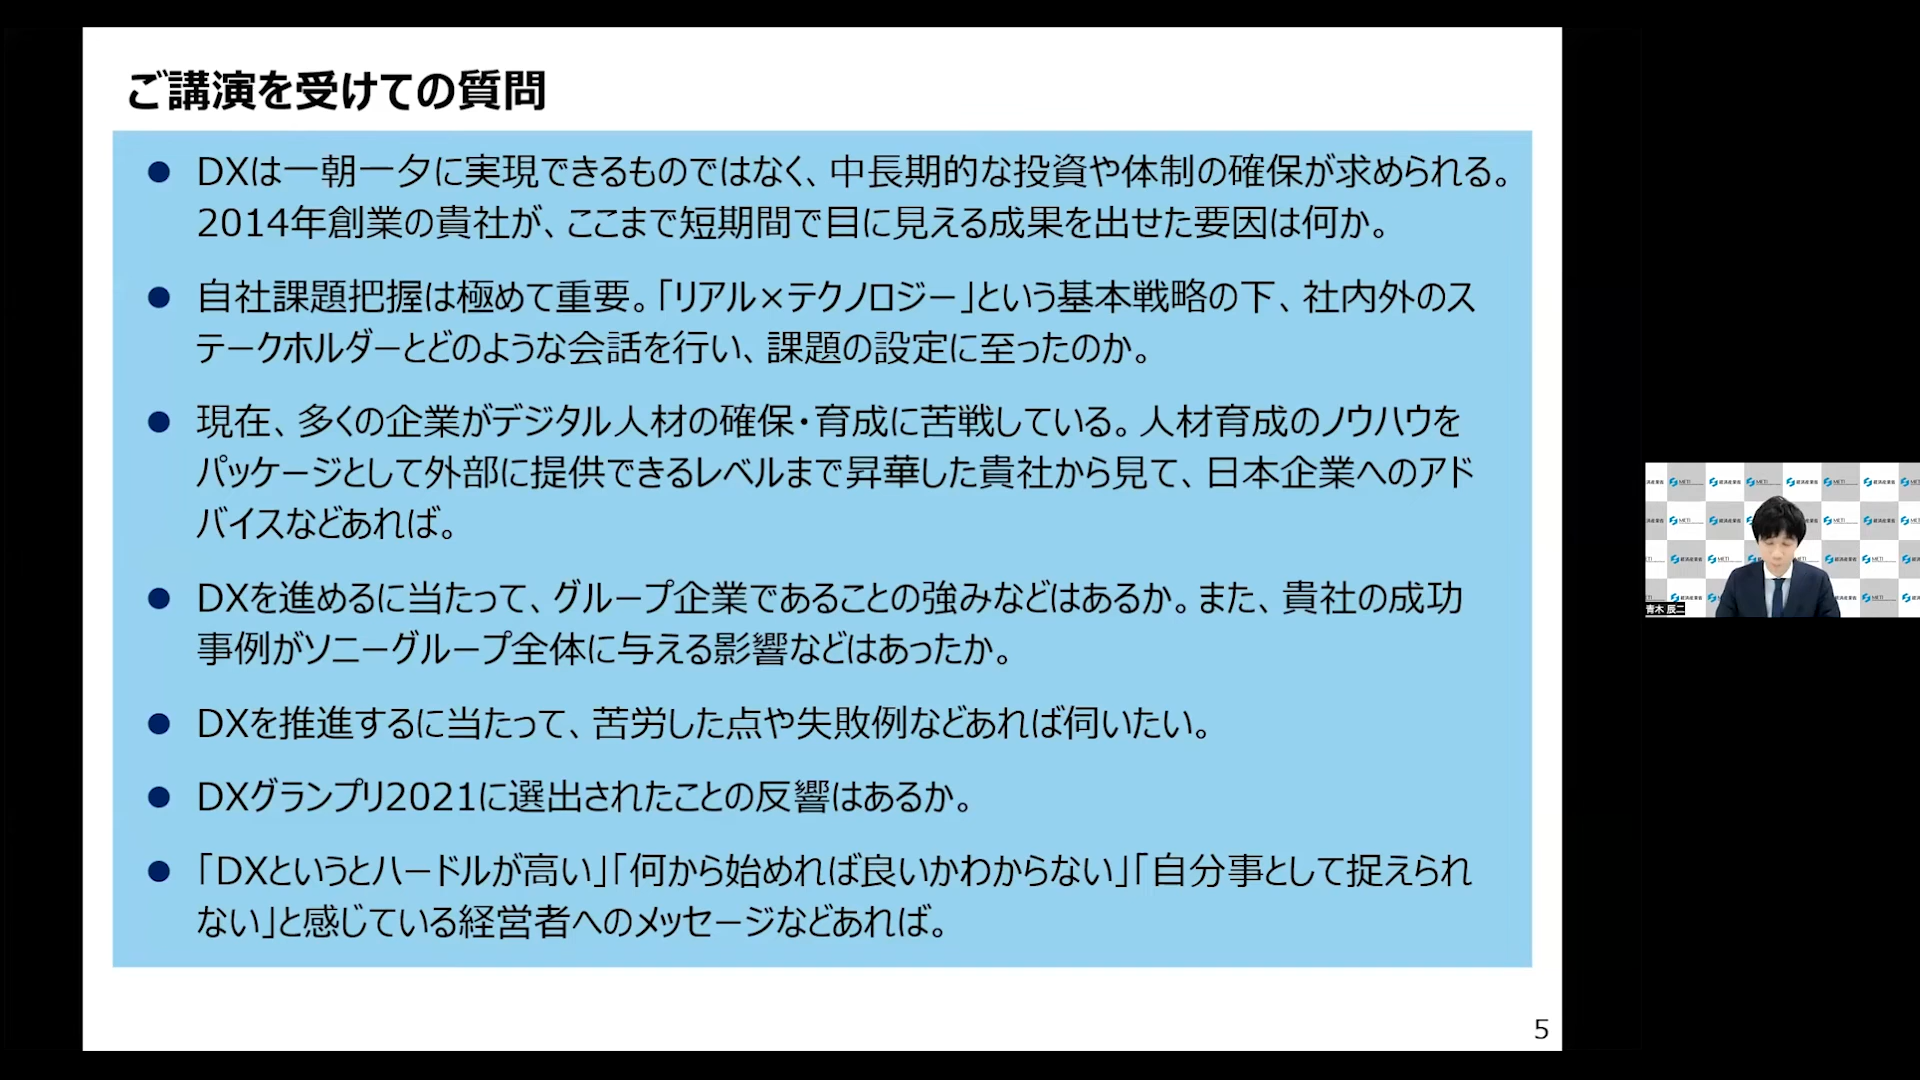 ご講演を受けての質問
● DXは一朝一夕に実現できるものではなく、中長期的な投資や体制の確保が求められる。
2014年創業の貴社が、ここまで短期間で目に見える成果を出せた要因は何か。
● 自社課題把握は極めて重要。「リアル×テクノロジー」という基本戦略の下、社内外のス
テークホルダーとどのような会話を行い、課題の設定に至ったのか。
● 現在、多くの企業がデジタル人材の確保・育成に苦戦している。人材育成のノウハウを
パッケージとして外部に提供できるレベルまで昇華した貴社から見て、日本企業へのアド
バイスなどあれば。
● DXを進めるに当たって、グループ企業であることの強みなどはあるか。また、貴社の成功
事例がソニーグループ全体に与える影響などはあったか。
● DXを推進するに当たって、苦労した点や失敗例などあれば伺いたい。
● DXグランプリ2021に選出されたことの反響はあるか。
● 「DXというとハードルが高い」「何から始めれば良いかわからない」「自分事として捉えられ
ない」と感じている経営者へのメッセージなどあれば。
5
METI 経済産業省
青木 辰二